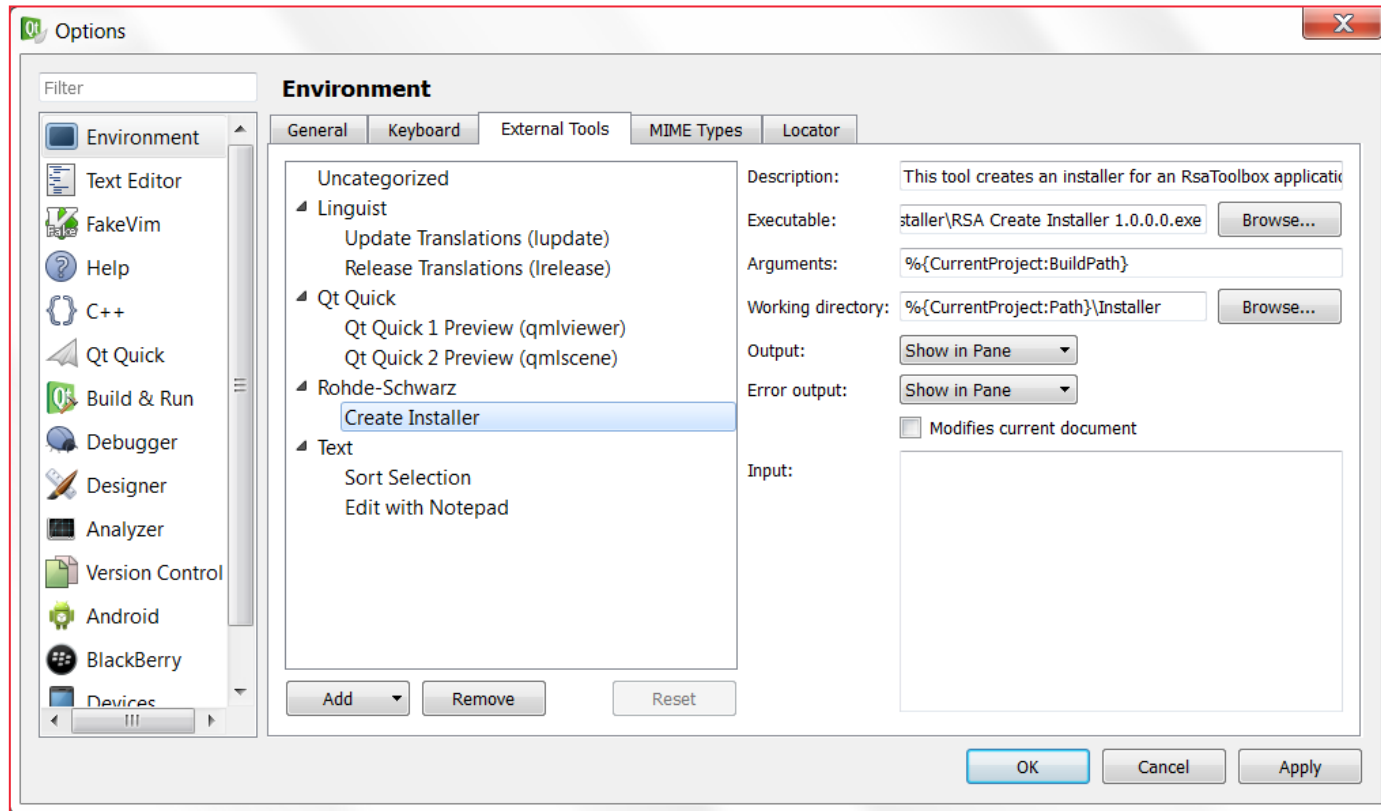 Options
Filter
Environment
Text Editor
FakeVim
Help
C++
Qt Quick
Build & Run
Debugger
Designer
Analyzer
Version Control
Android
BlackBerry
Devices
Environment
General Keyboard External Tools MIME Types Locator
Uncategorized
Linguist
Update Translations (lupdate)
Release Translations (lrelease)
Qt Quick
Qt Quick 1 Preview (qmlviewer)
Qt Quick 2 Preview (qmlscene)
Rohde-Schwarz
Create Installer
Text
Sort Selection
Edit with Notepad
Add Remove Reset
Description: This tool creates an installer for an RsaToolbox applicatio
Executable: staller\RSA Create Installer 1.0.0.0.exe Browse...
Arguments: %{CurrentProject:BuildPath}
Working directory: %{CurrentProject:Path}\Installer Browse...
Output: Show in Pane
Error output: Show in Pane
Modifies current document
Input:
OK Cancel Apply